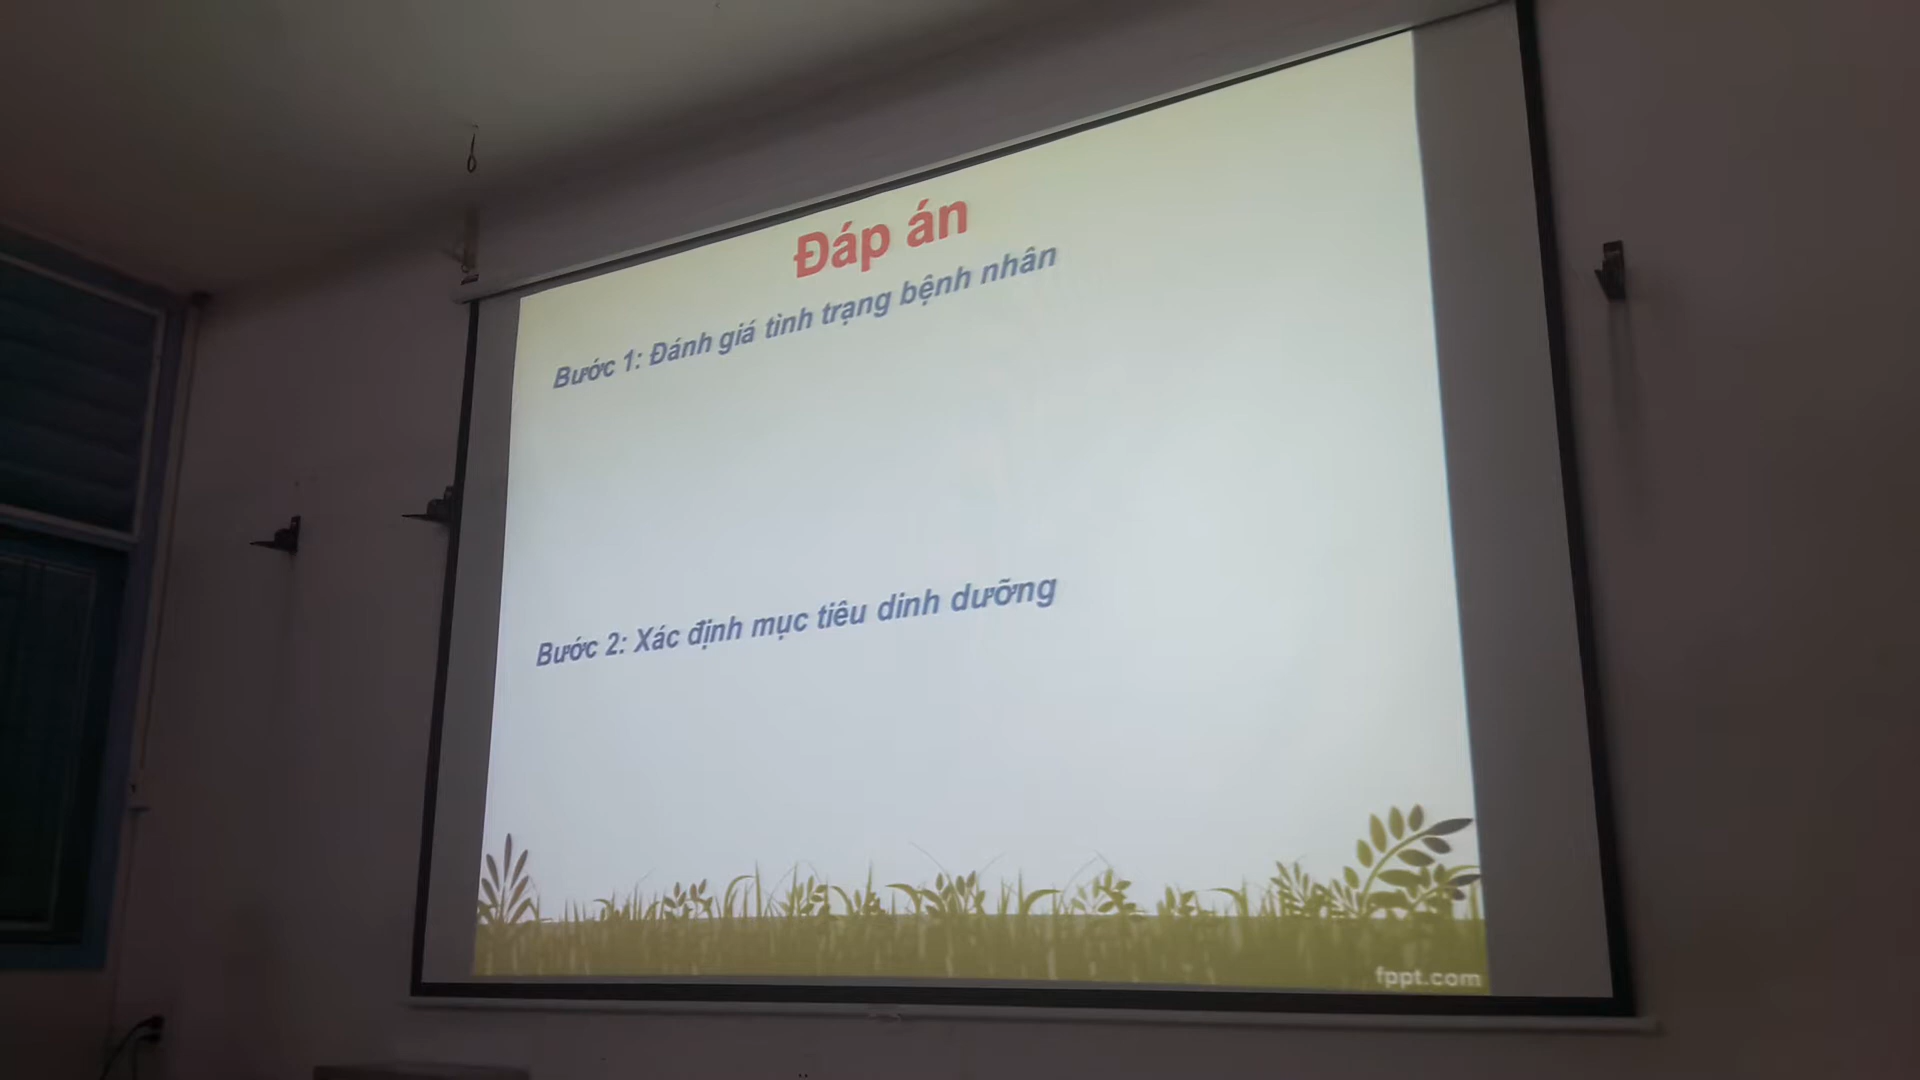 Đáp án
Bước 1: Đánh giá tình trạng bệnh nhân
Bước 2: Xác định mục tiêu dinh dưỡng
fppt.com